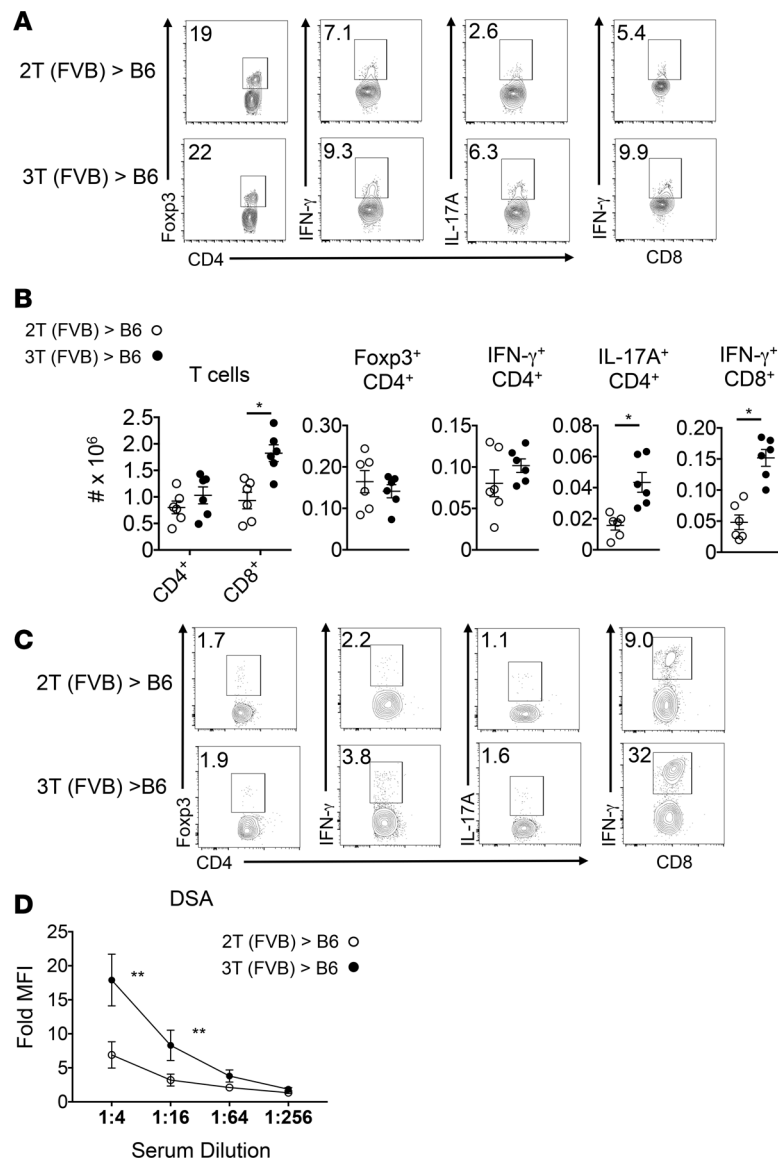 A
2T (FVB) > B6
19
7.1
2.6
5.4
3T (FVB) > B6
22
9.3
6.3
9.9
Foxp3
IFN-γ
IL-17A
IFN-γ
CD4
CD8
B
2T (FVB) > B6
3T (FVB) > B6
T cells
Foxp3⁺
CD4⁺
IFN-γ⁺
CD4⁺
IL-17A⁺
CD4⁺
IFN-γ⁺
CD8⁺
# x 10⁶
2.5
2.0
1.5
1.0
0.5
0
*
CD4⁺
CD8⁺
0.30
0.20
0.10
0
0.15
0.10
0.05
0
0.08
0.06
0.04
0.02
0
*
0.20
0.15
0.10
0.05
0
*
C
2T (FVB) > B6
1.7
2.2
1.1
9.0
3T (FVB) >B6
1.9
3.8
1.6
32
Foxp3
IFN-γ
IL-17A
IFN-γ
CD4
CD8
D
DSA
2T (FVB) > B6
3T (FVB) > B6
Fold MFI
25
20
15
10
5
0
**
**
1:4 1:16 1:64 1:256
Serum Dilution